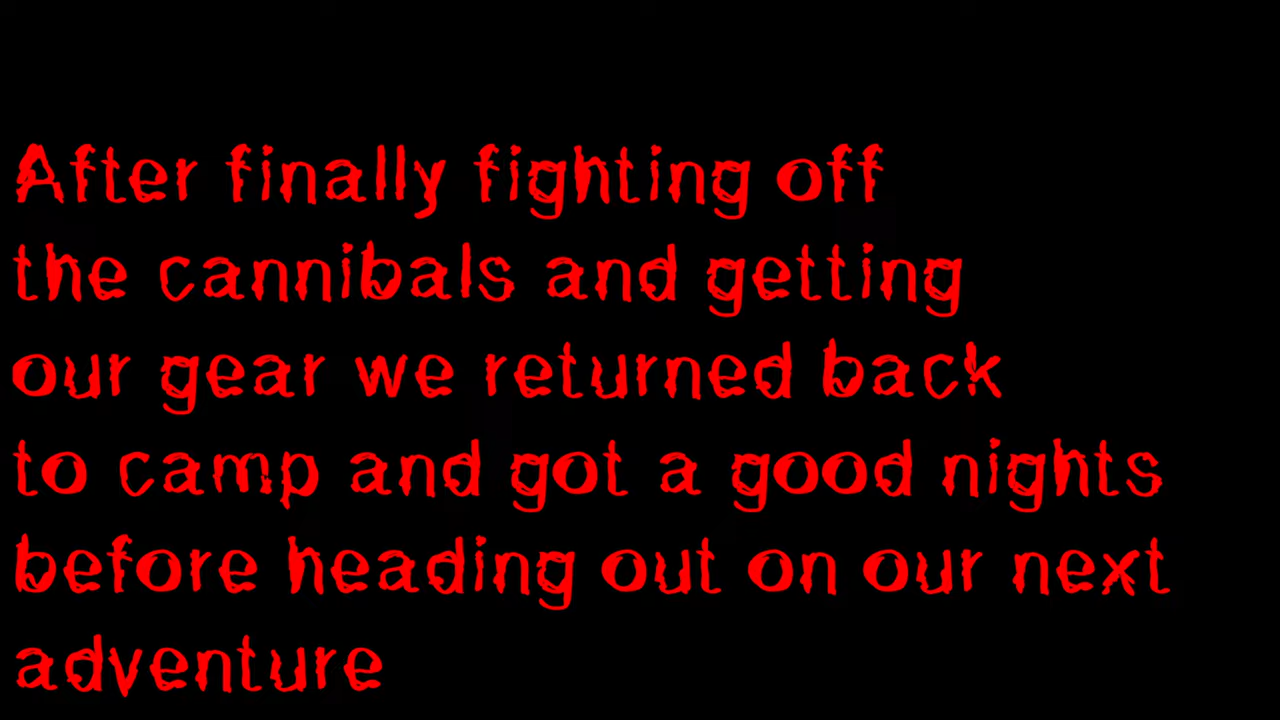 After finally fighting off
the cannibals and getting
our gear we returned back
to camp and got a good nights
before heading out on our next
adventure